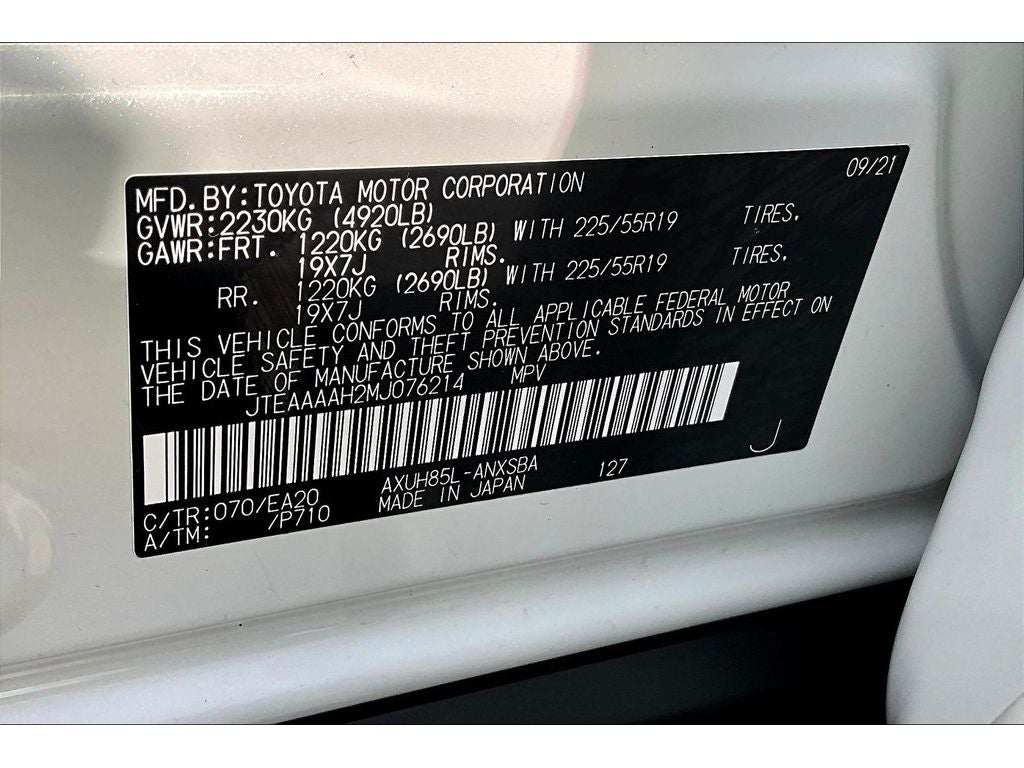 09/21
MFD. BY:TOYOTA MOTOR CORPORATION
GVWR:2230KG (4920LB)
GAWR:FRT. 1220KG (2690LB) WITH 225/55R19 TIRES.
19X7J RIMS.
RR. 1220KG (2690LB) WITH 225/55R19 TIRES.
19X7J RIMS.
THIS VEHICLE CONFORMS TO ALL APPLICABLE FEDERAL MOTOR
VEHICLE SAFETY AND THEFT PREVENTION STANDARDS IN EFFECT ON
THE DATE OF MANUFACTURE SHOWN ABOVE.
JTEAAAAH2MJ076214 MPV
J
C/TR:070/EA20 AXUH85L-ANXSBA 127
A/TM: /P710 MADE IN JAPAN